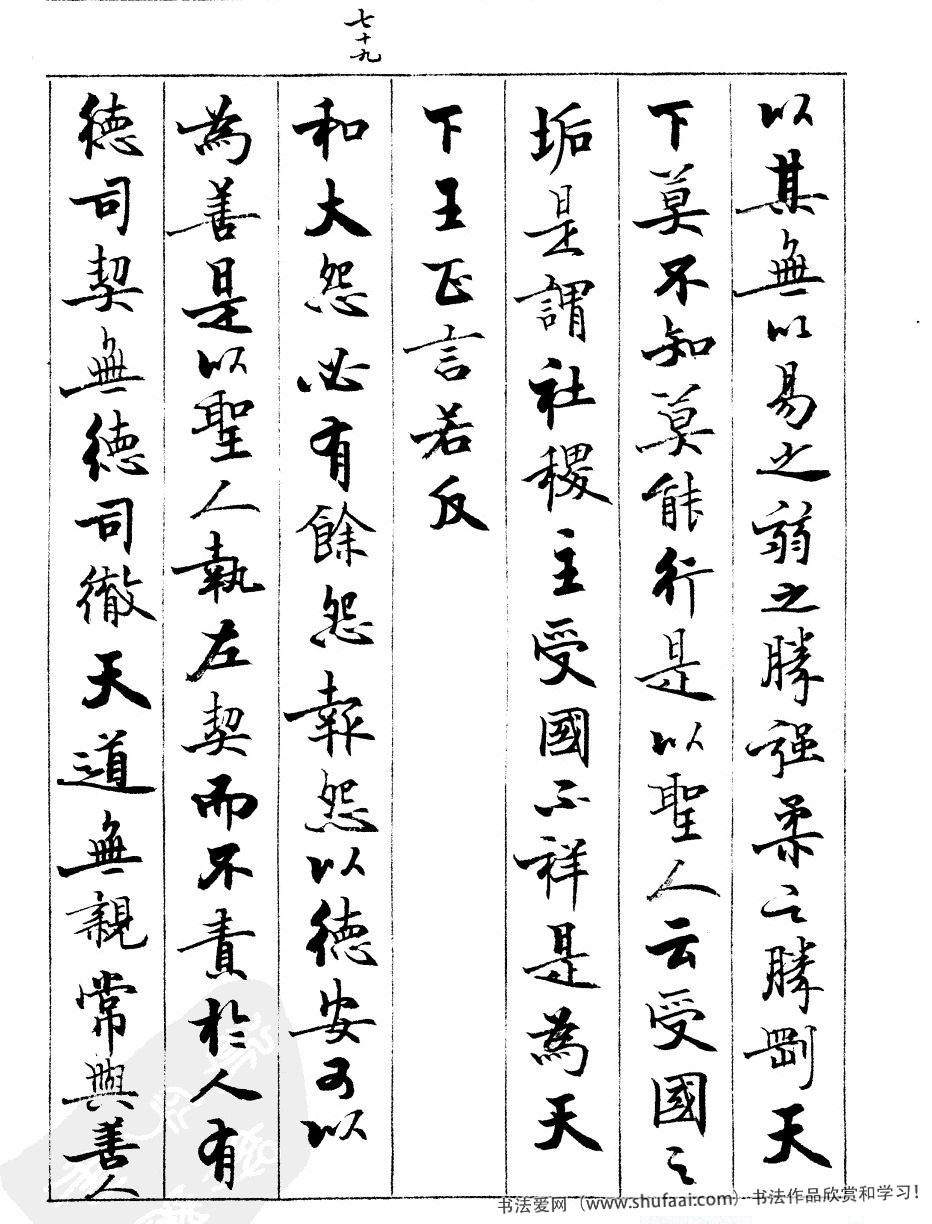 以其無以易之弱之勝强柔之勝剛天
下莫不知莫能行是以聖人云受國之
垢是謂社稷主受國不祥是為天
下王正言若反
七十九
和大怨必有餘怨報怨以德安可以
為善是以聖人執左契而不責於人有
德司契無德司徹天道無親常與善人
书法爱网（www.shufaai.com）书法作品欣赏和学习！